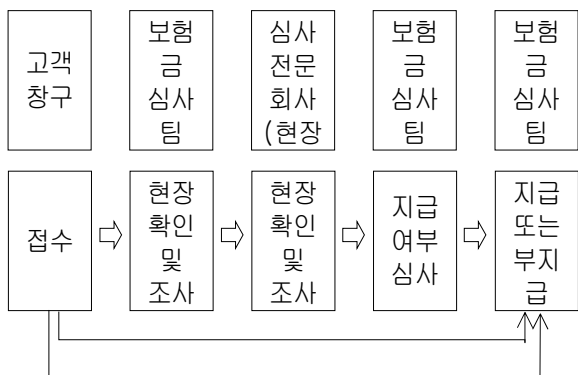 고객
창구
보험
금
심사
팀
심사
전문
회사
(현장
보험
금
심사
팀
보험
금
심사
팀
접수
현장
확인
및
조사
현장
확인
및
조사
지급
여부
심사
지급
또는
부지
급